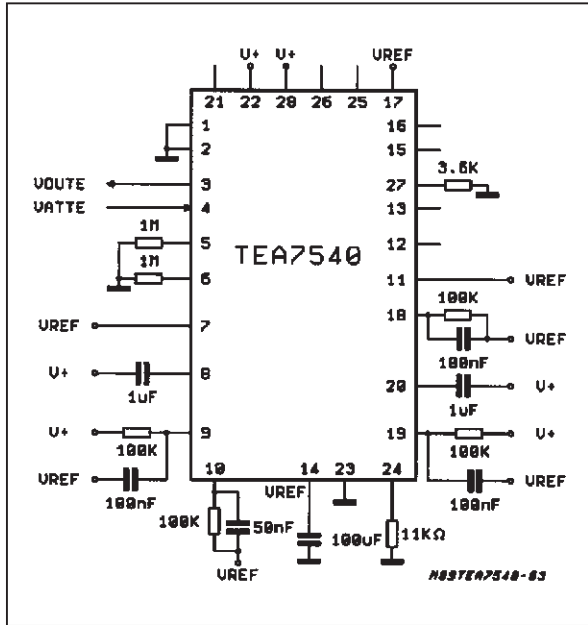 V+ V+ VREF
21 22 28 26 25 17
1 16
2 15
3.6K
VOUTE 3 27
VATTE 4 13
1M
5 12
TEA7540
1M
6 11 VREF
100K
18
VREF 7 VREF
100nF
V+ 8 20 V+
1uF 1uF
V+ 9 19 V+
100K 100K
10 14 23 24
VREF
VREF VREF
100nF 100nF
100K 50nF 100uF 11KΩ
VREF
M89TEA7540-03